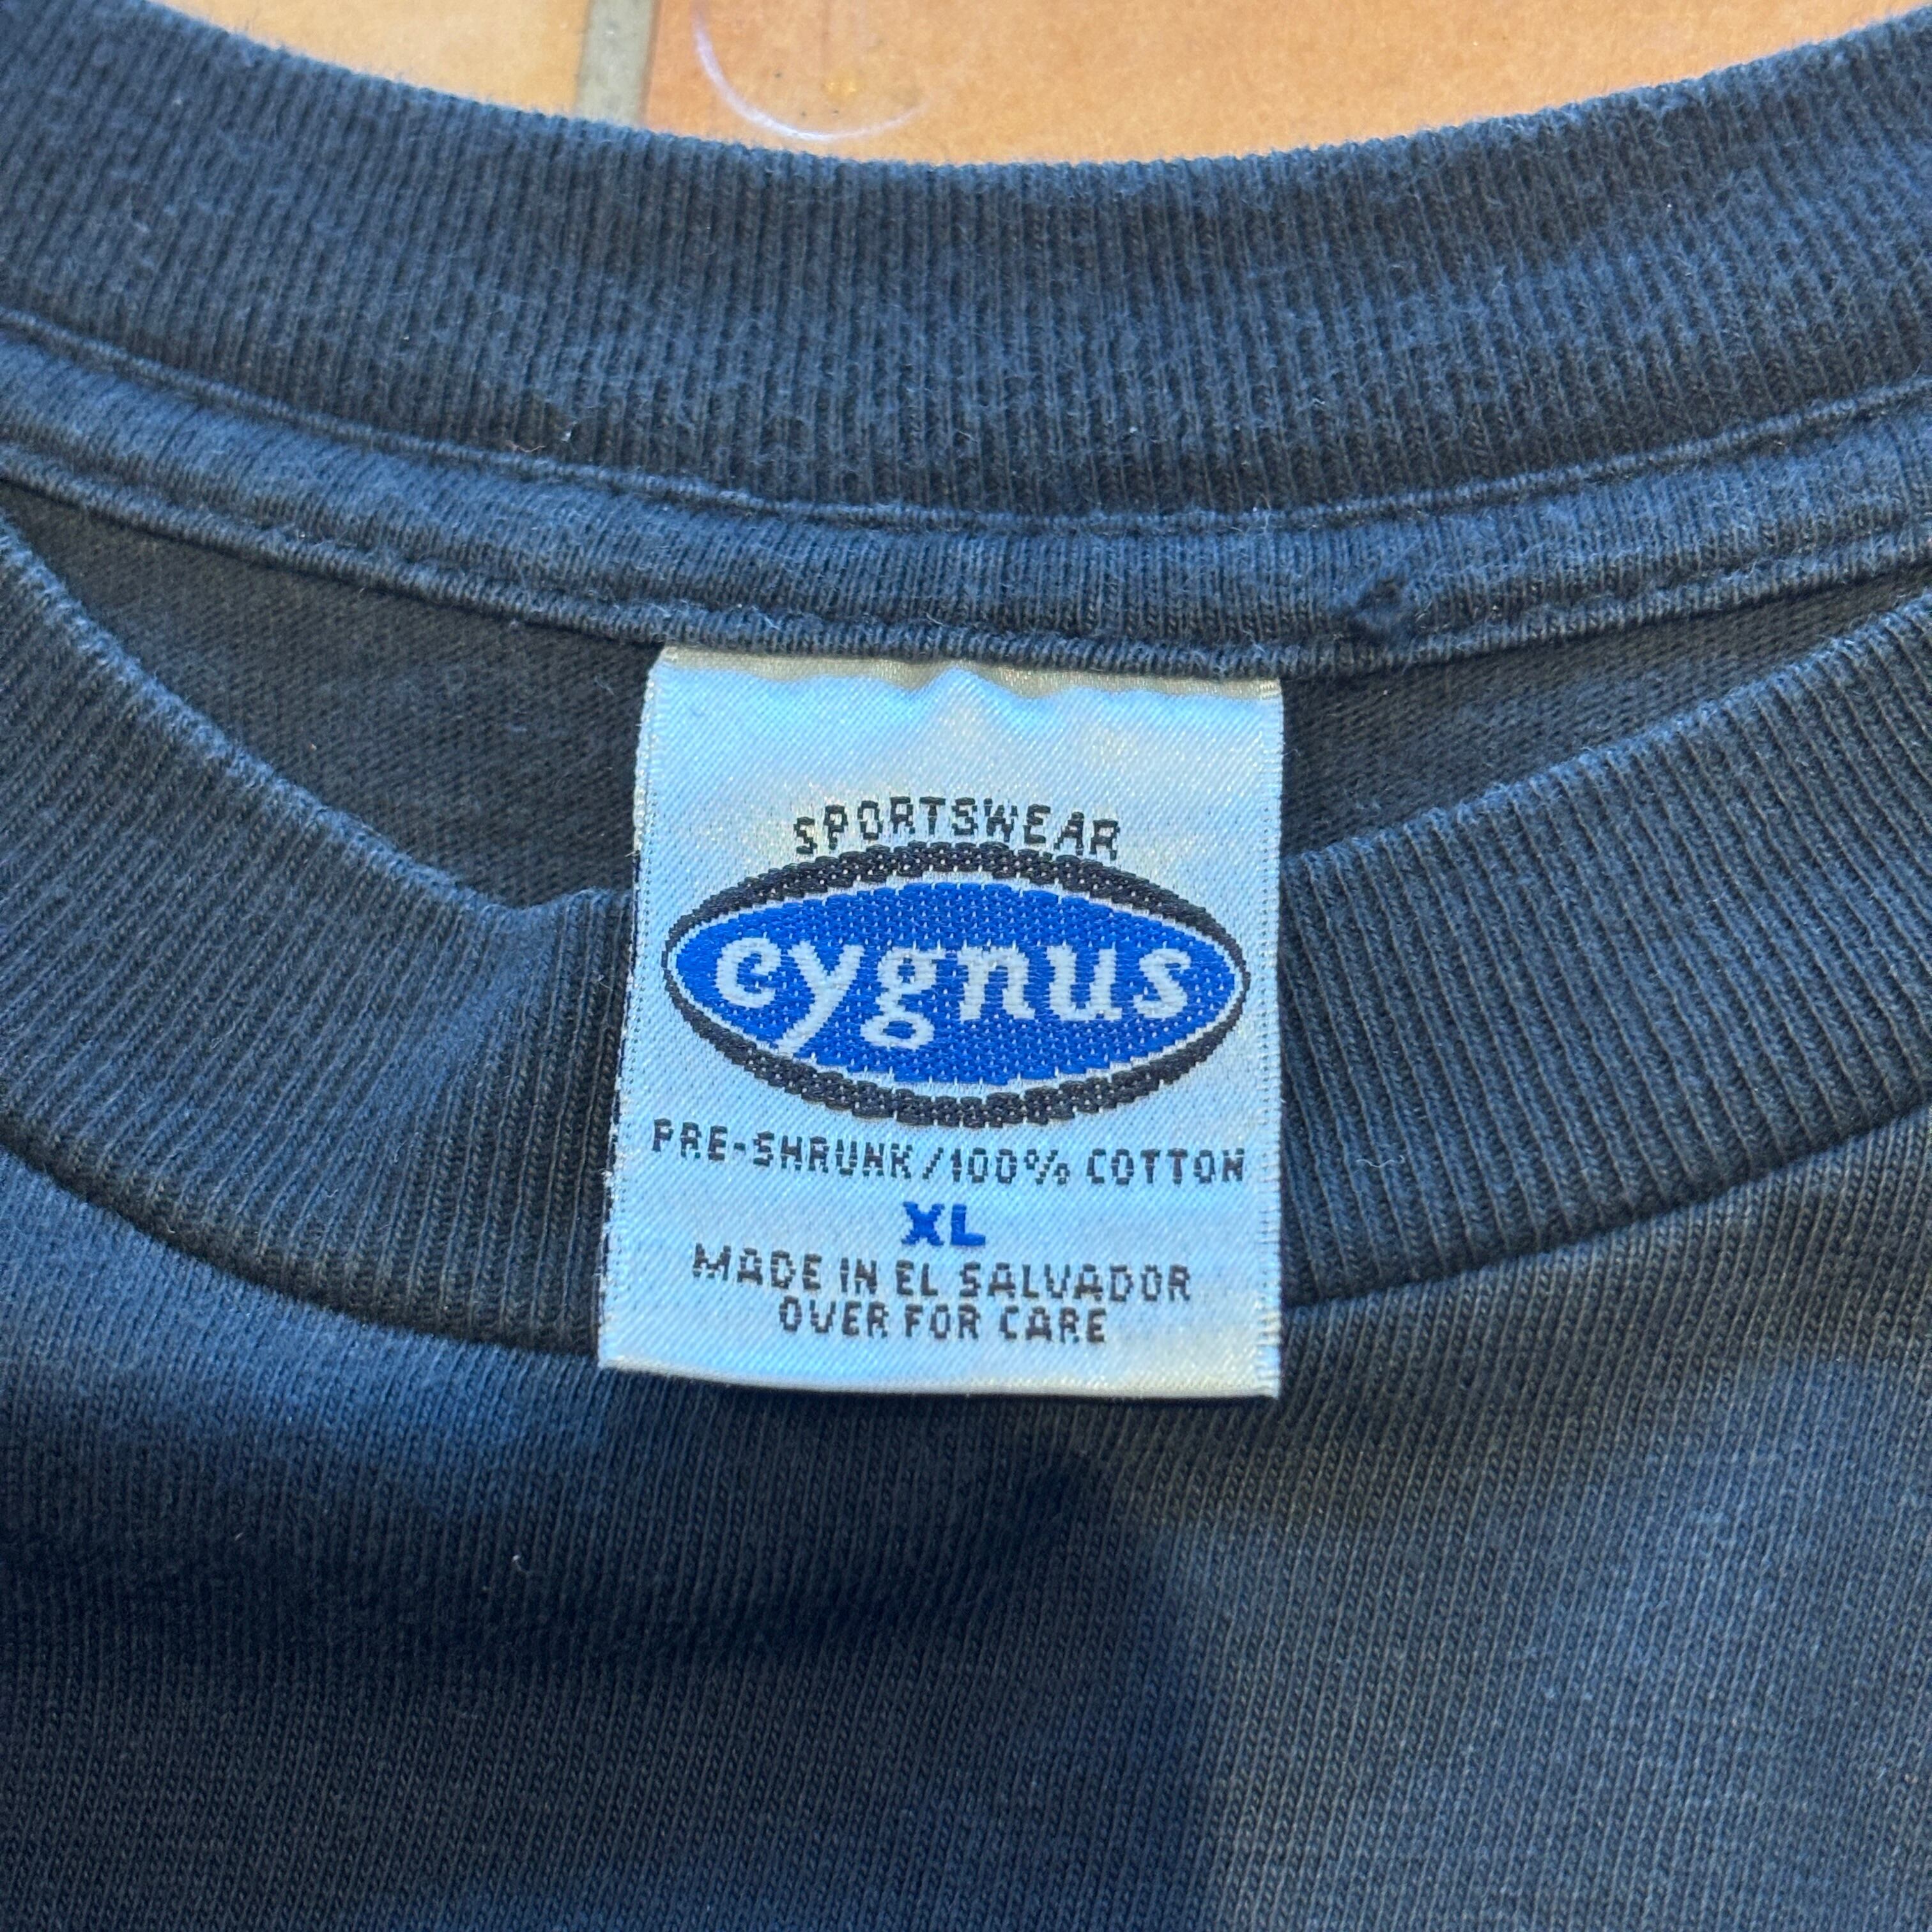 SPORTSWEAR
cygnus
PRE-SHRUNK/100% COTTON
XL
MADE IN EL SALVADOR
OVER FOR CARE